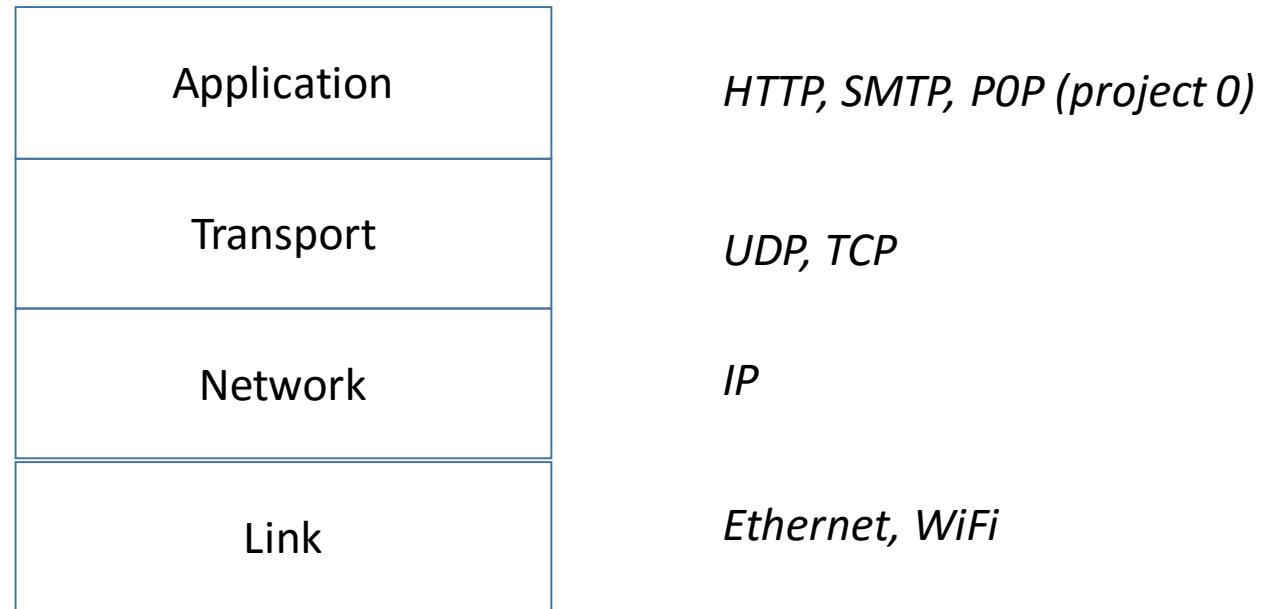 Application
HTTP, SMTP, P0P (project 0)
Transport
UDP, TCP
Network
IP
Link
Ethernet, WiFi